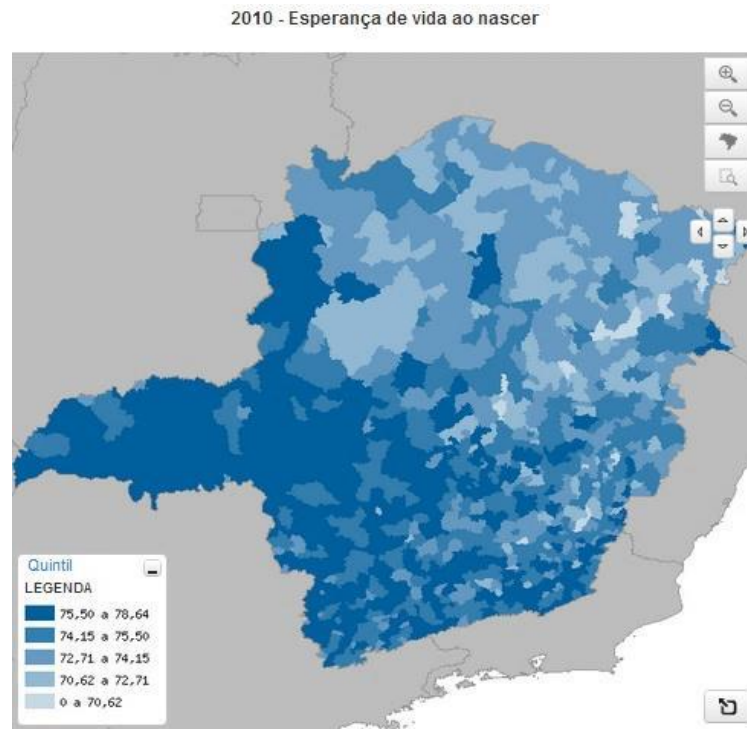 2010 - Esperança de vida ao nascer
Quintil
LEGENDA
75,50 a 78,64
74,15 a 75,50
72,71 a 74,15
70,62 a 72,71
0 a 70,62